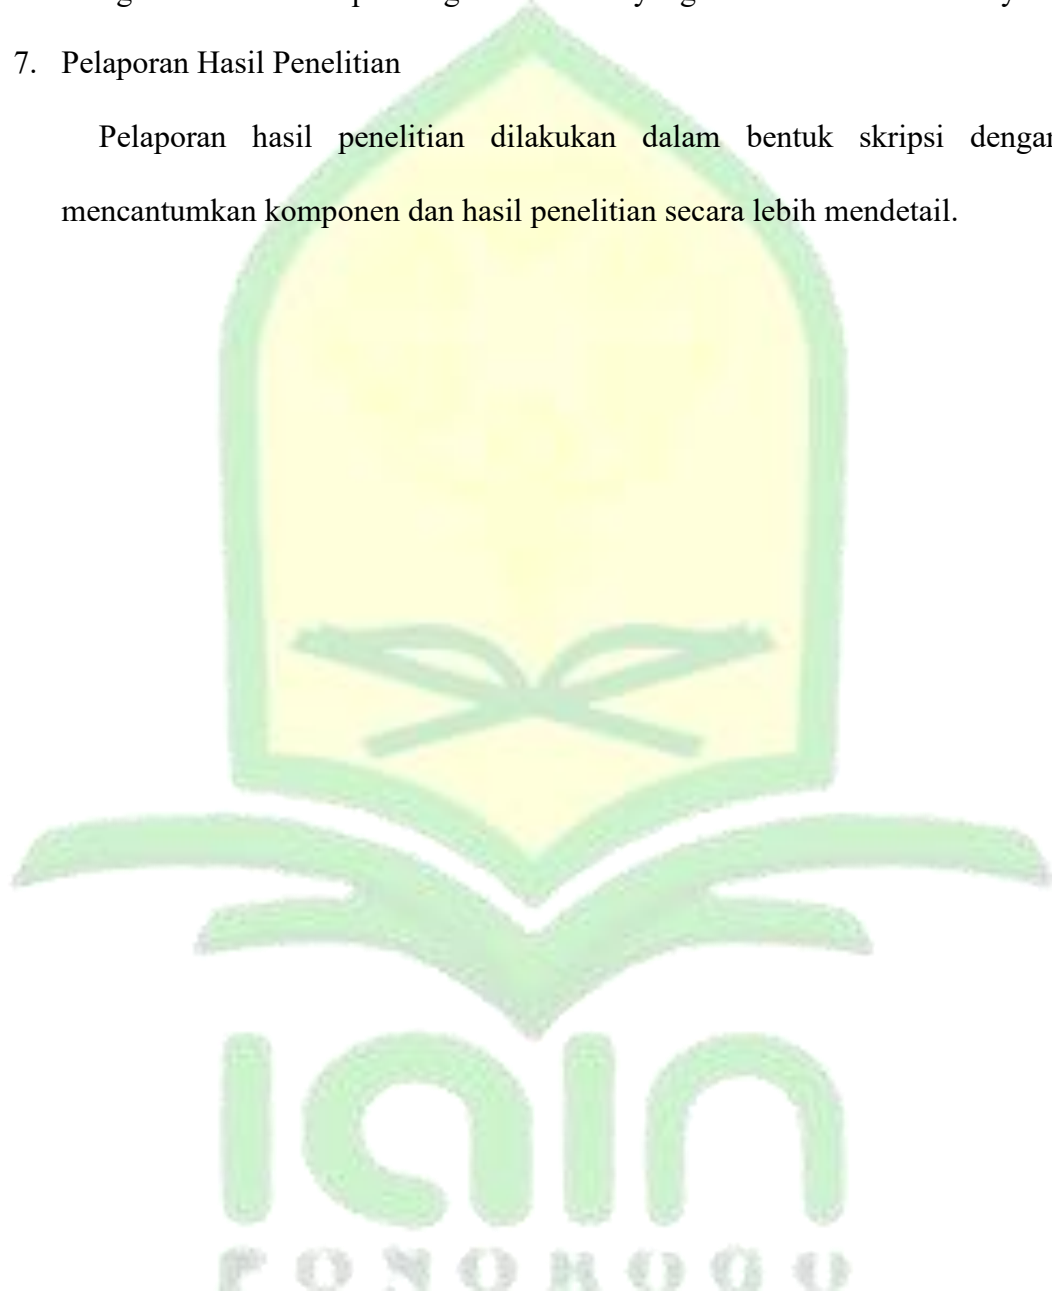 7. Pelaporan Hasil Penelitian
Pelaporan hasil penelitian dilakukan dalam bentuk skripsi dengan
mencantumkan komponen dan hasil penelitian secara lebih mendetail.
iain
PONOROGO